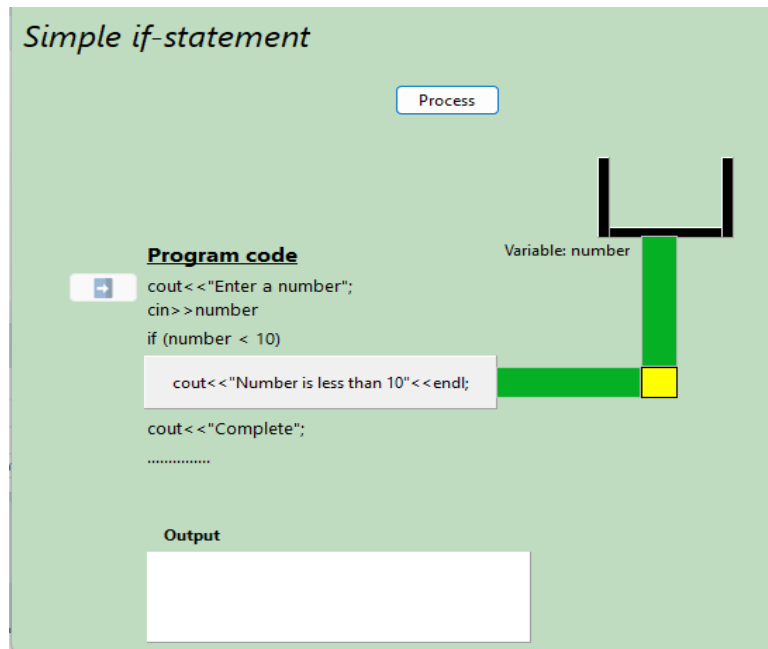 Simple if-statement
Process
Variable: number
Program code
cout<<"Enter a number";
cin>>number
if (number < 10)
cout<<"Number is less than 10"<<endl;
cout<<"Complete";
...............
Output